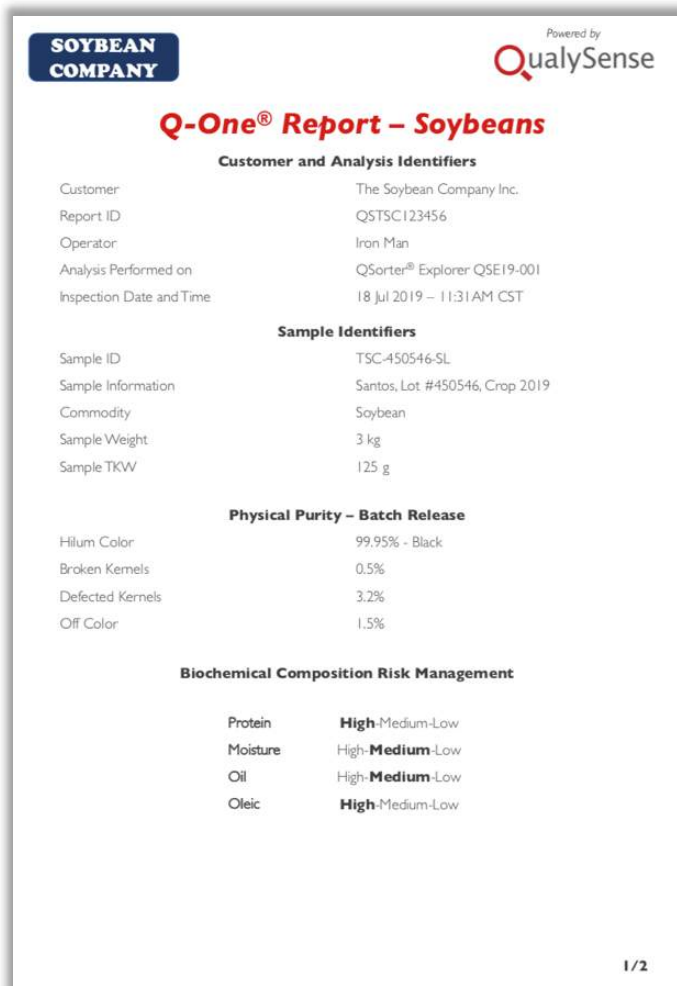 SOYBEAN
COMPANY
Powered by
QualySense
Q-One® Report – Soybeans
Customer and Analysis Identifiers
Customer The Soybean Company Inc.
Report ID QSTSC123456
Operator Iron Man
Analysis Performed on QSorter® Explorer QSE19-001
Inspection Date and Time 18 Jul 2019 – 11:31AM CST
Sample Identifiers
Sample ID TSC-450546-SL
Sample Information Santos, Lot #450546, Crop 2019
Commodity Soybean
Sample Weight 3 kg
Sample TKW 125 g
Physical Purity – Batch Release
Hilum Color 99.95% - Black
Broken Kernels 0.5%
Defected Kernels 3.2%
Off Color 1.5%
Biochemical Composition Risk Management
Protein High-Medium-Low
Moisture High-Medium-Low
Oil High-Medium-Low
Oleic High-Medium-Low
1/2